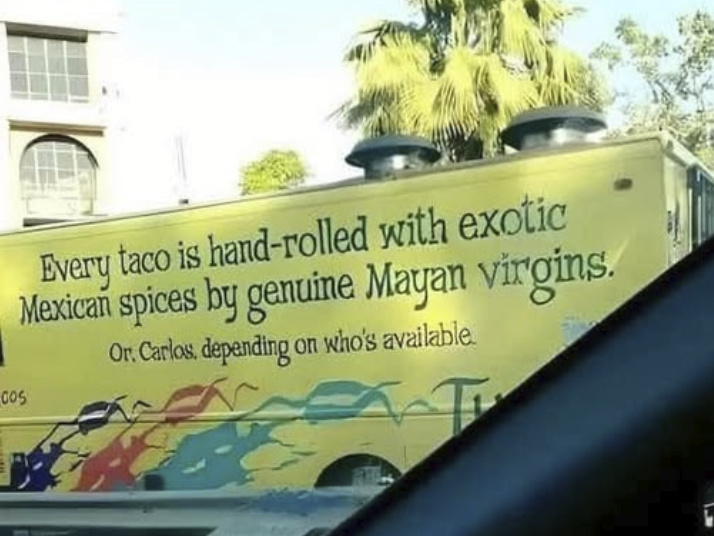 Every taco is hand-rolled with exotic
Mexican spices by genuine Mayan virgins.
Or, Carlos, depending on who's available.